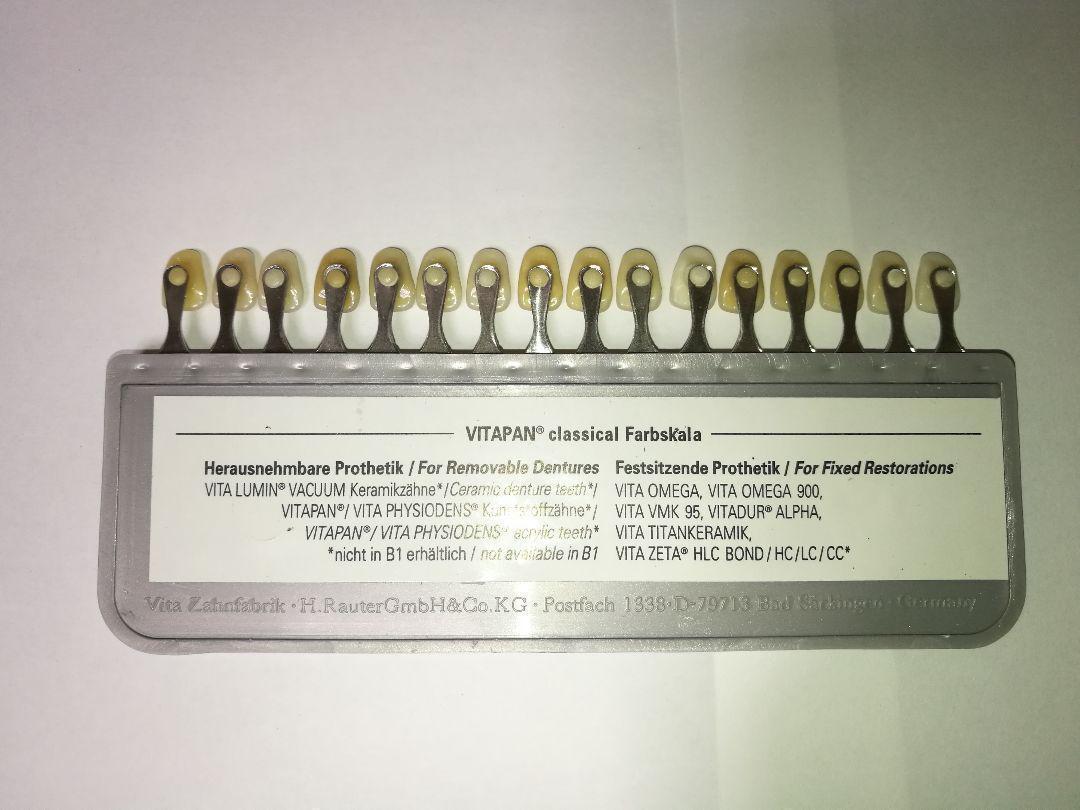 VITAPAN® classical Farbskala
Herausnehmbare Prothetik / For Removable Dentures
VITA LUMIN® VACUUM Keramikzähne*/Ceramic denture teeth*/
VITAPAN®/ VITA PHYSIODENS® Kunststoffzähne*/
VITAPAN®/ VITA PHYSIODENS® acrylic teeth*
*nicht in B1 erhältlich / not available in B1
Festsitzende Prothetik / For Fixed Restorations
VITA OMEGA, VITA OMEGA 900,
VITA VMK 95, VITADUR® ALPHA,
VITA TITANKERAMIK,
VITA ZETA® HLC BOND / HC / LC / CC*
Vita Zahnfabrik · H.RauterGmbH&Co.KG · Postfach 1338·D-79713 Bad Säckingen · Germany